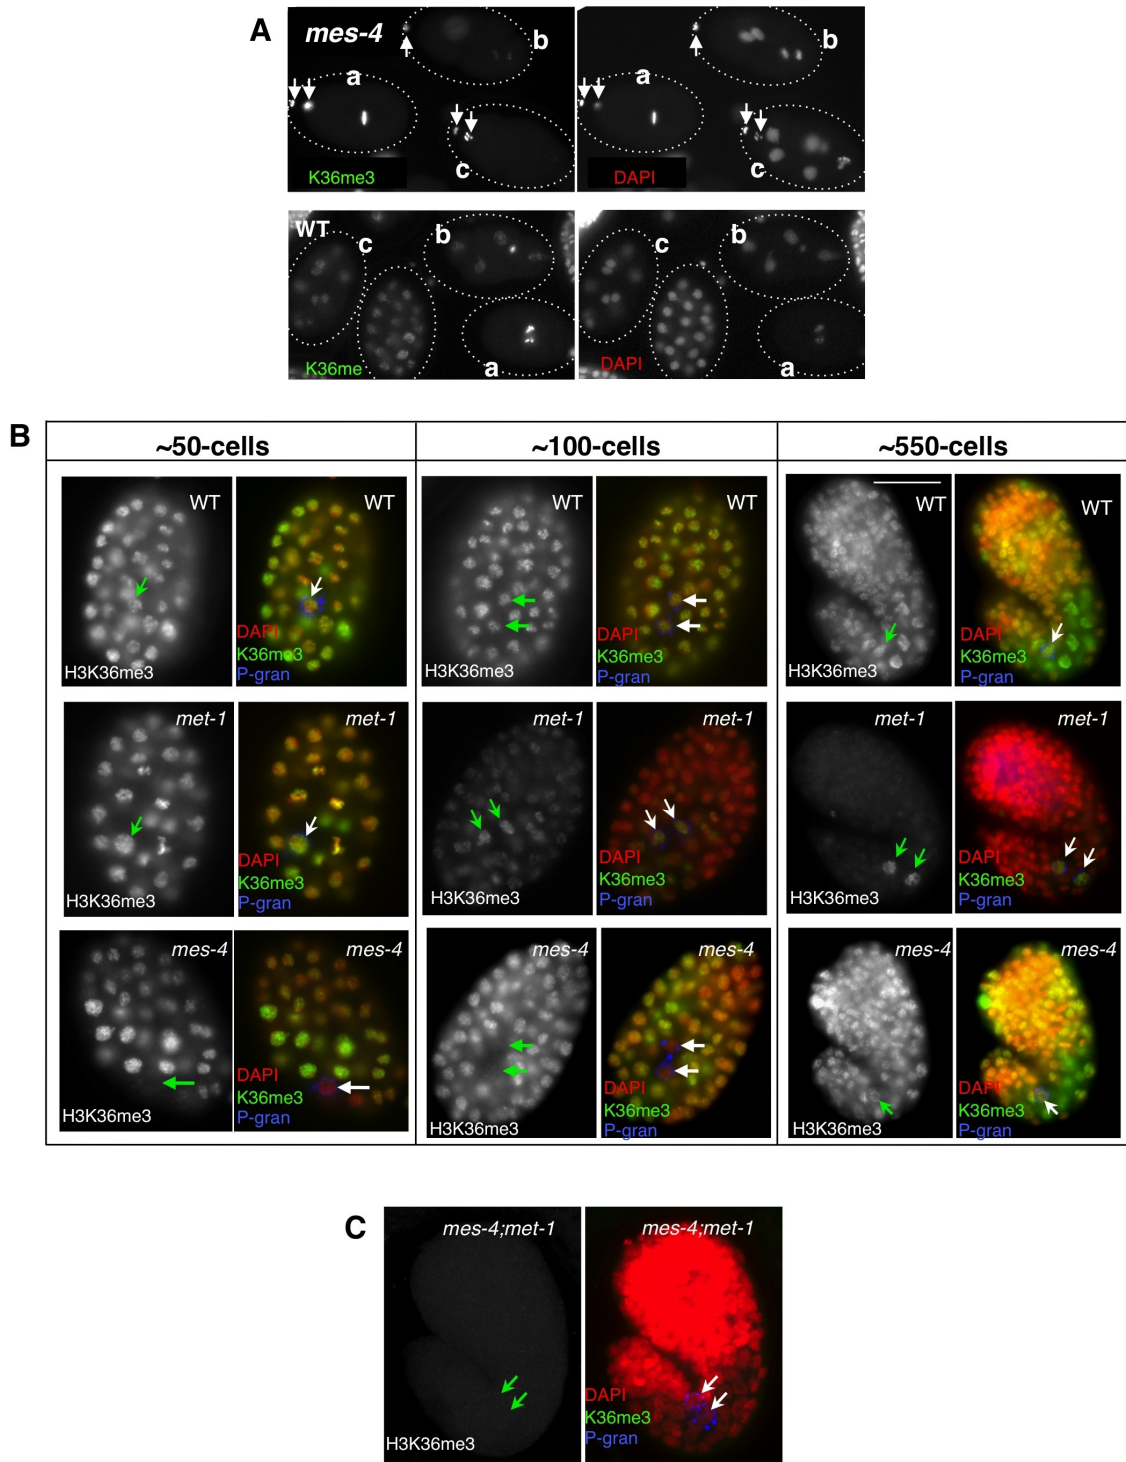 A
mes-4
b
b
a
a
c
c
K36me3
DAPI
WT
c
b
c
b
K36me
a
DAPI
a
B
~50-cells
~100-cells
~550-cells
WT
WT
WT
WT
WT
WT
H3K36me3
DAPI
K36me3
P-gran
H3K36me3
DAPI
K36me3
P-gran
H3K36me3
DAPI
K36me3
P-gran
met-1
met-1
met-1
met-1
met-1
met-1
H3K36me3
DAPI
K36me3
P-gran
H3K36me3
DAPI
K36me3
P-gran
H3K36me3
DAPI
K36me3
P-gran
mes-4
mes-4
mes-4
mes-4
mes-4
mes-4
H3K36me3
DAPI
K36me3
P-gran
H3K36me3
DAPI
K36me3
P-gran
H3K36me3
DAPI
K36me3
P-gran
C
mes-4;met-1
mes-4;met-1
H3K36me3
DAPI
K36me3
P-gran